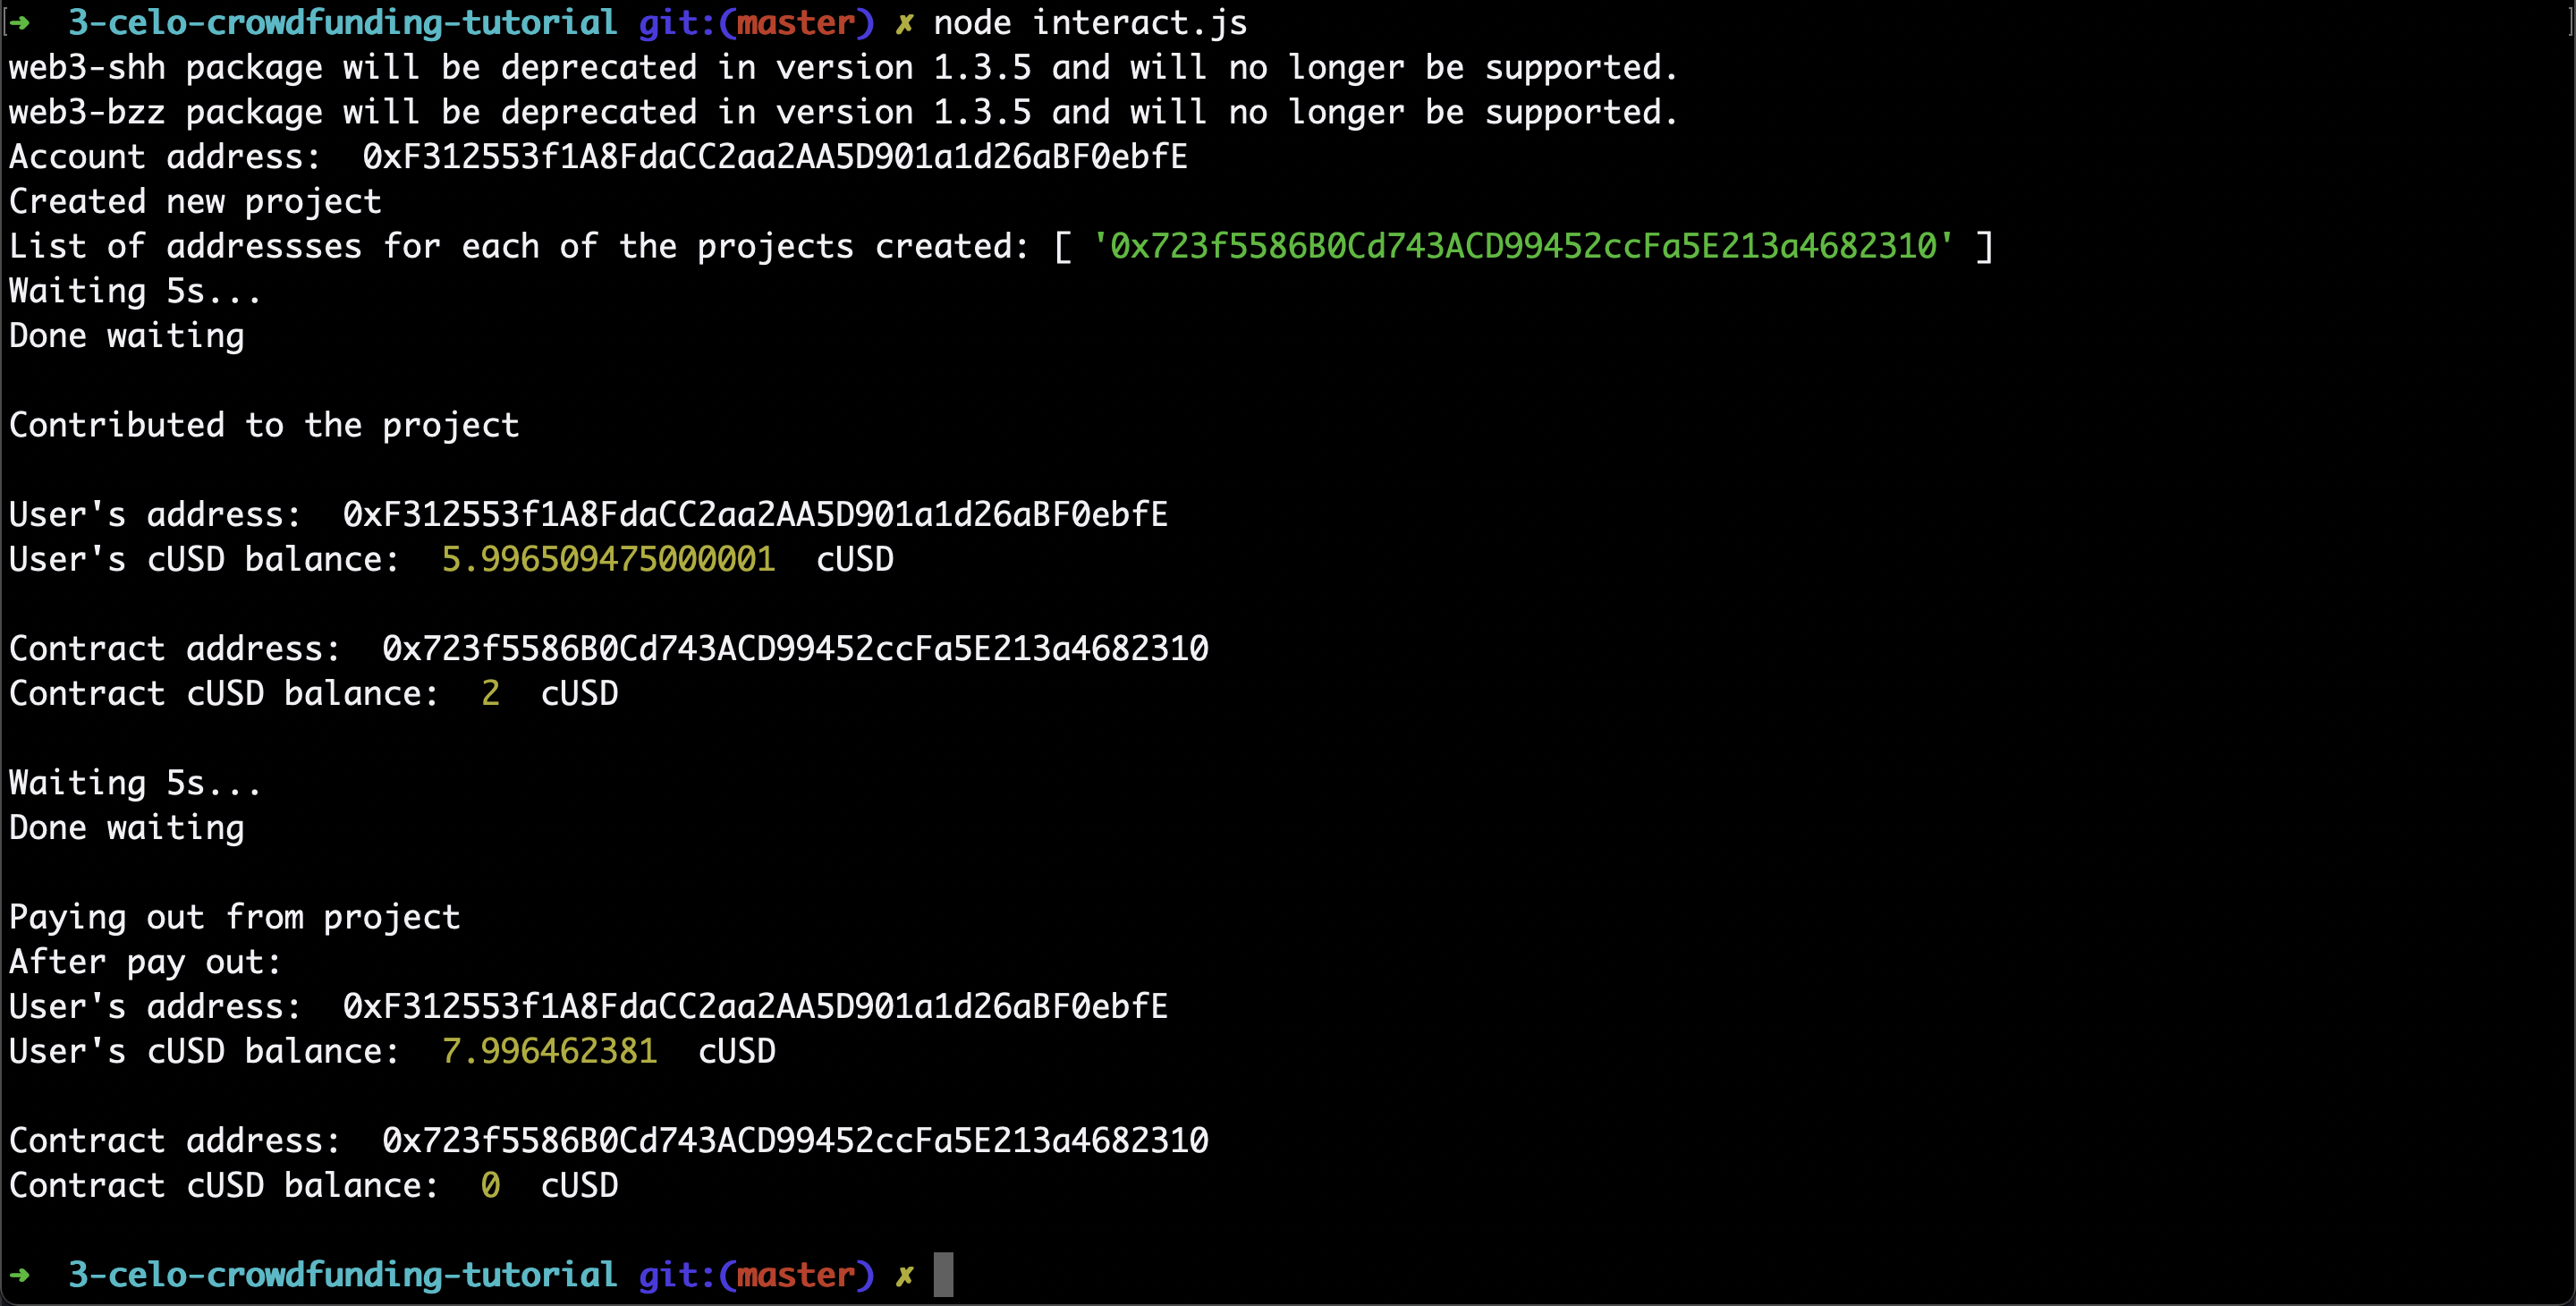 ➜  3-celo-crowdfunding-tutorial git:(master) ✗ node interact.js
web3-shh package will be deprecated in version 1.3.5 and will no longer be supported.
web3-bzz package will be deprecated in version 1.3.5 and will no longer be supported.
Account address:  0xF312553f1A8FdaCC2aa2AA5D901a1d26aBF0ebfE
Created new project
List of addressses for each of the projects created: [ '0x723f5586B0Cd743ACD99452ccFa5E213a4682310' ]
Waiting 5s...
Done waiting
Contributed to the project
User's address:  0xF312553f1A8FdaCC2aa2AA5D901a1d26aBF0ebfE
User's cUSD balance:  5.996509475000001  cUSD
Contract address:  0x723f5586B0Cd743ACD99452ccFa5E213a4682310
Contract cUSD balance:  2  cUSD
Waiting 5s...
Done waiting
Paying out from project
After pay out:
User's address:  0xF312553f1A8FdaCC2aa2AA5D901a1d26aBF0ebfE
User's cUSD balance:  7.996462381  cUSD
Contract address:  0x723f5586B0Cd743ACD99452ccFa5E213a4682310
Contract cUSD balance:  0  cUSD
➜  3-celo-crowdfunding-tutorial git:(master) ✗